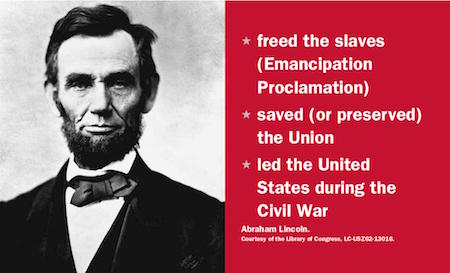 ★ freed the slaves
(Emancipation
Proclamation)
★ saved (or preserved)
the Union
★ led the United
States during the
Civil War
Abraham Lincoln.
Courtesy of the Library of Congress, LC-USZ62-13016.